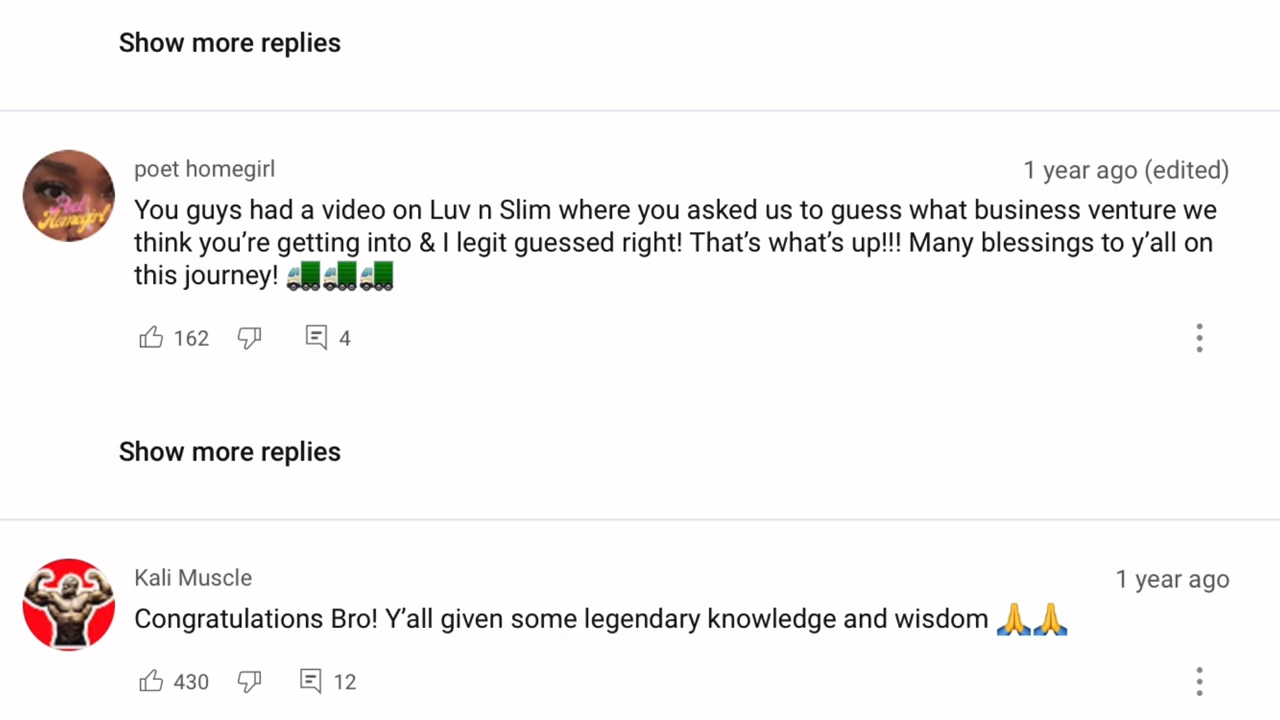 Show more replies
poet homegirl
1 year ago (edited)
You guys had a video on Luv n Slim where you asked us to guess what business venture we
think you’re getting into & I legit guessed right! That’s what’s up!!! Many blessings to y’all on
this journey! 🚛🚛🚛
162
4
Show more replies
Kali Muscle
1 year ago
Congratulations Bro! Y’all given some legendary knowledge and wisdom 🙏🙏
430
12